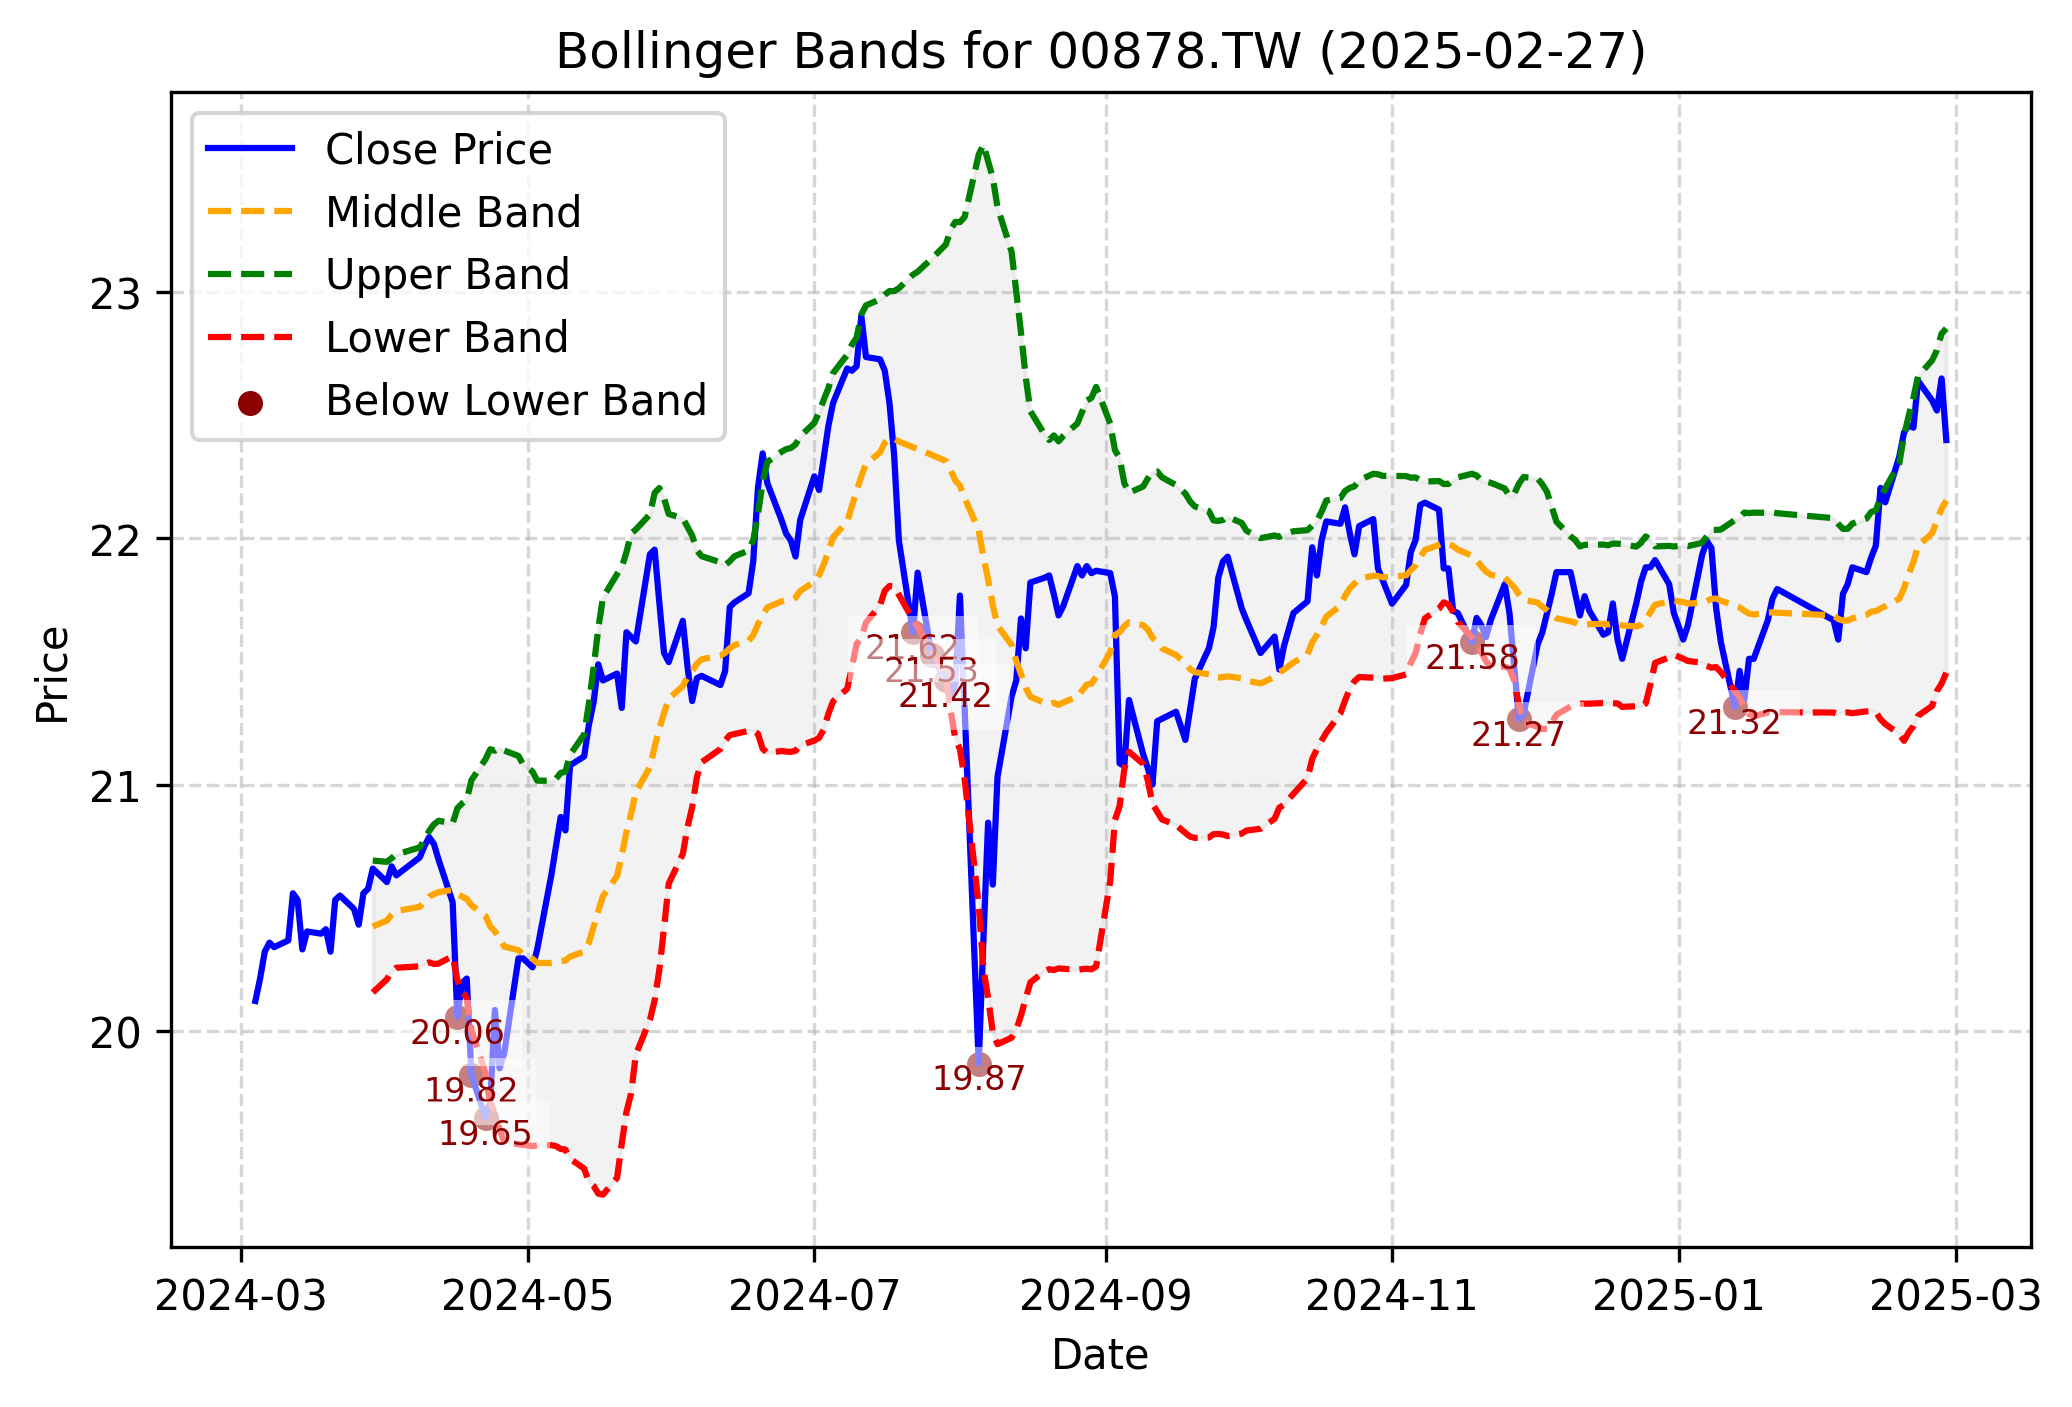 Bollinger Bands for 00878.TW (2025-02-27)
Close Price
Middle Band
Upper Band
Lower Band
Below Lower Band
Price
23
22
21
20
21.62
21.53
21.42
21.58
21.27
21.32
20.06
19.82
19.65
19.87
2024-03
2024-05
2024-07
2024-09
2024-11
2025-01
2025-03
Date